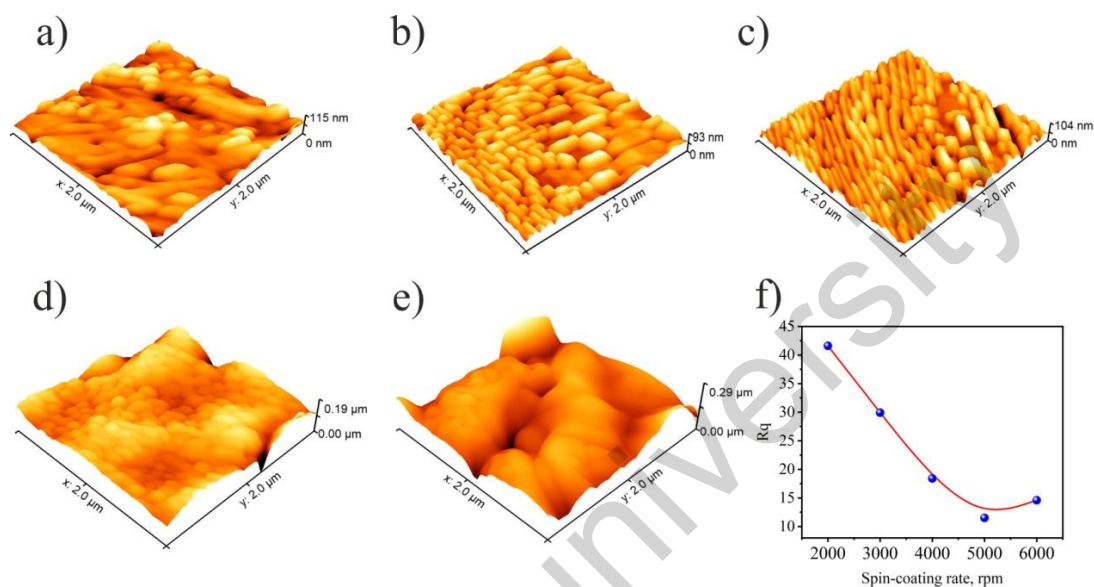 a)
115 nm
0 nm
x: 2.0 µm
y: 2.0 µm
b)
93 nm
0 nm
x: 2.0 µm
y: 2.0 µm
c)
104 nm
0 nm
x: 2.0 µm
y: 2.0 µm
d)
0.19 µm
0.00 µm
x: 2.0 µm
y: 2.0 µm
e)
0.29 µm
0.00 µm
x: 2.0 µm
y: 2.0 µm
f)
45
40
35
30
25
20
15
10
Rq
2000 3000 4000 5000 6000
Spin-coating rate, rpm
university